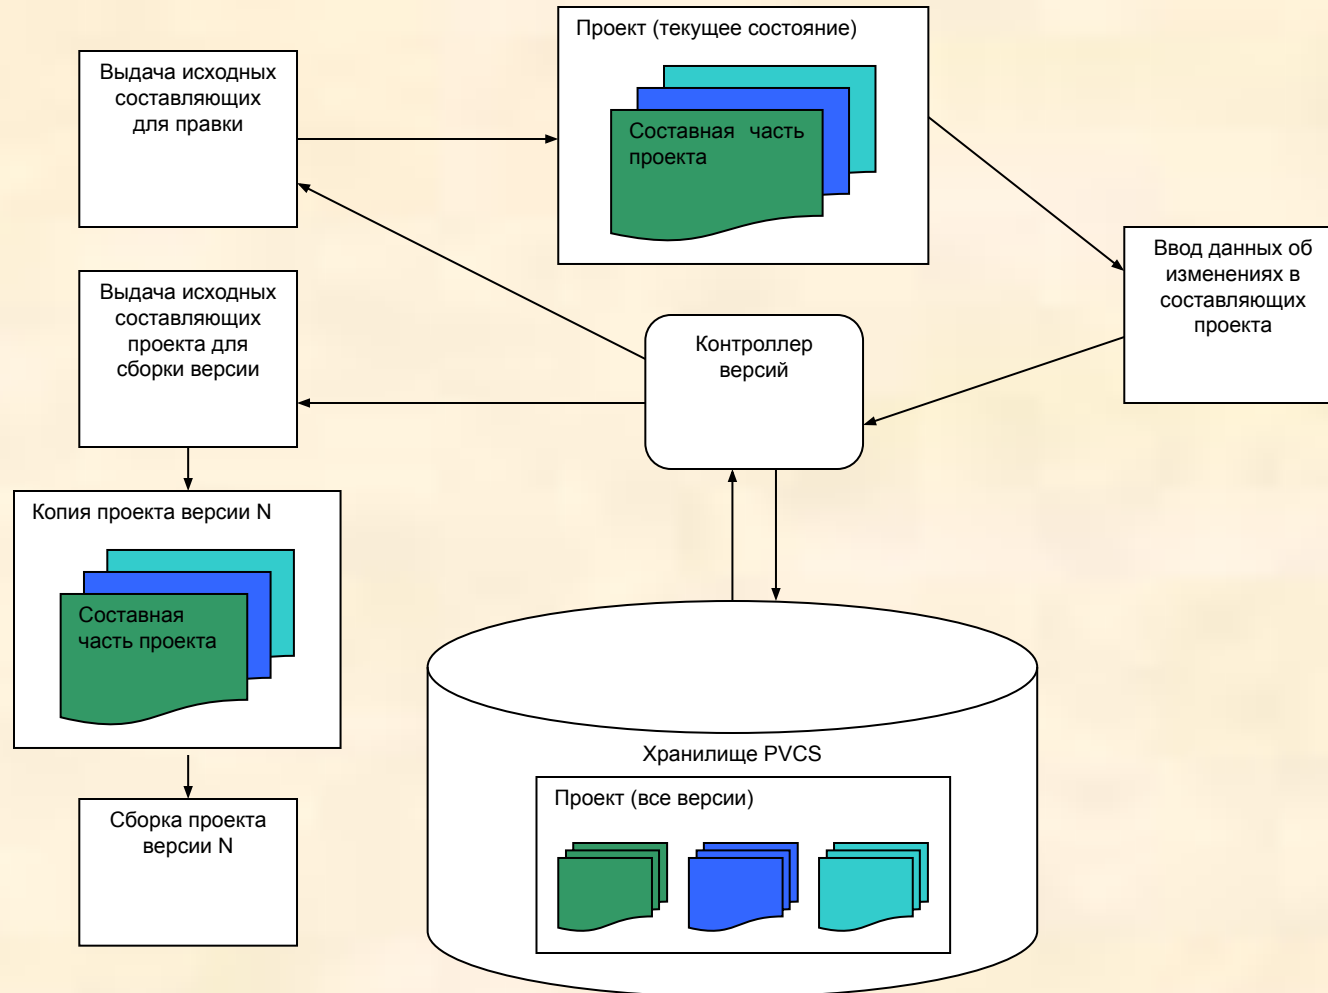 Проект (текущее состояние)
Составная часть
проекта
Выдача исходных
составляющих
для правки
Ввод данных об
изменениях в
составляющих
проекта
Выдача исходных
составляющих
проекта для
сборки версии
Контроллер
версий
Копия проекта версии N
Составная
часть проекта
Сборка проекта
версии N
Хранилище PVCS
Проект (все версии)